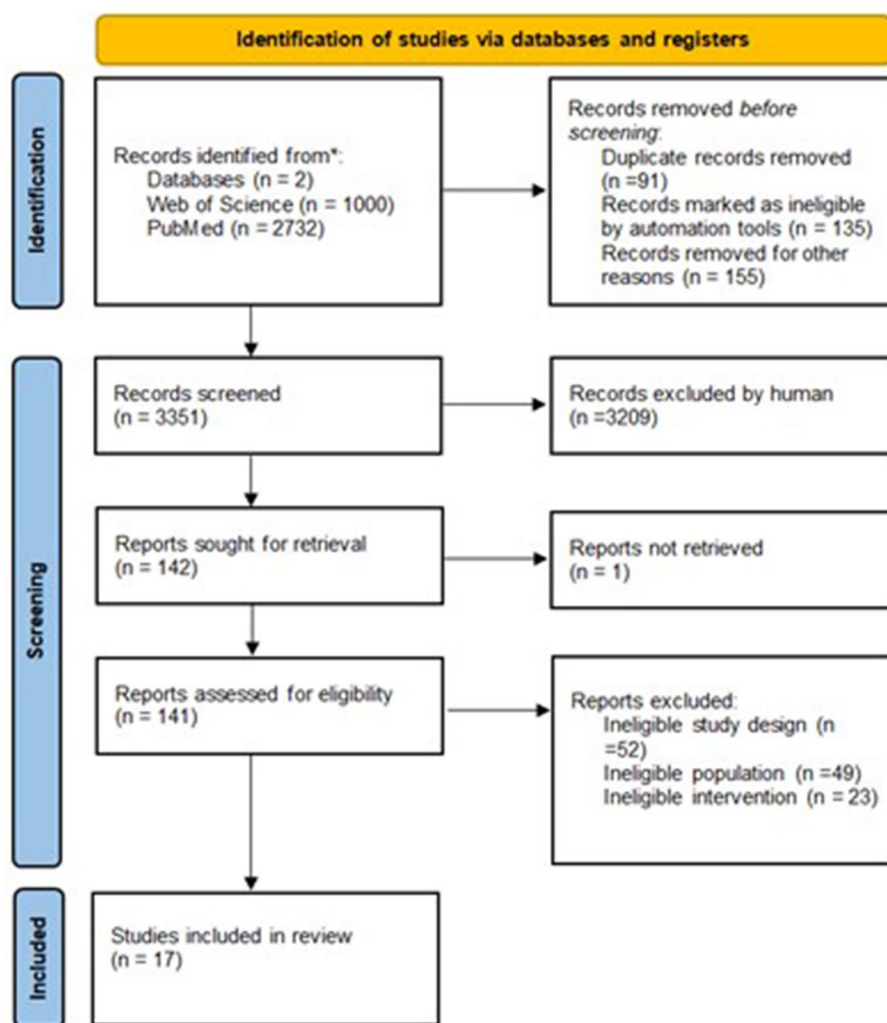 Identification of studies via databases and registers
Identification
Records identified from*:
Databases (n = 2)
Web of Science (n = 1000)
PubMed (n = 2732)
Records removed before
screening:
Duplicate records removed
(n =91)
Records marked as ineligible
by automation tools (n = 135)
Records removed for other
reasons (n = 155)
Screening
Records screened
(n = 3351)
Records excluded by human
(n =3209)
Reports sought for retrieval
(n = 142)
Reports not retrieved
(n = 1)
Reports assessed for eligibility
(n = 141)
Reports excluded:
Ineligible study design (n
=52)
Ineligible population (n =49)
Ineligible intervention (n = 23)
Included
Studies included in review
(n = 17)